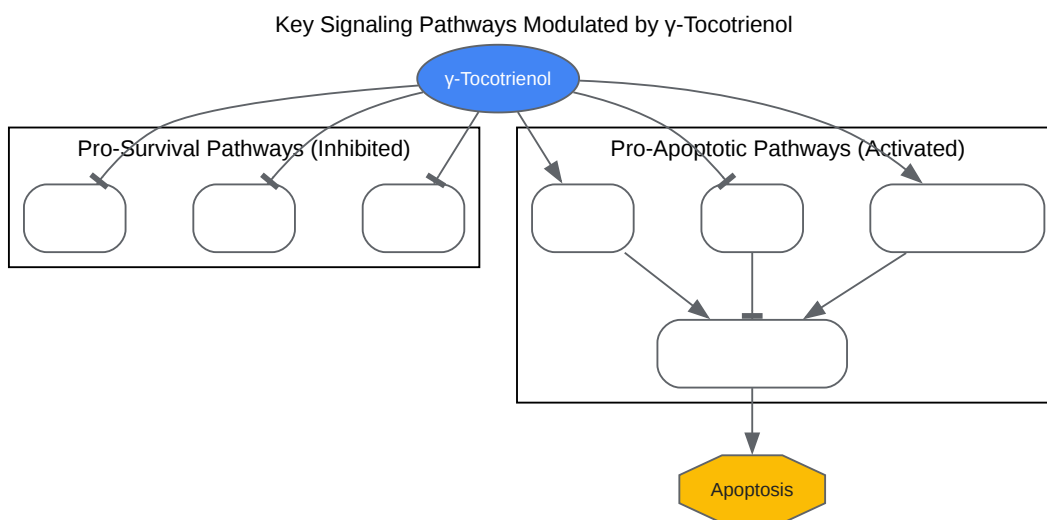 Key Signaling Pathways Modulated by γ-Tocotrienol
γ-Tocotrienol
Pro-Survival Pathways (Inhibited)
Pro-Apoptotic Pathways (Activated)
Apoptosis